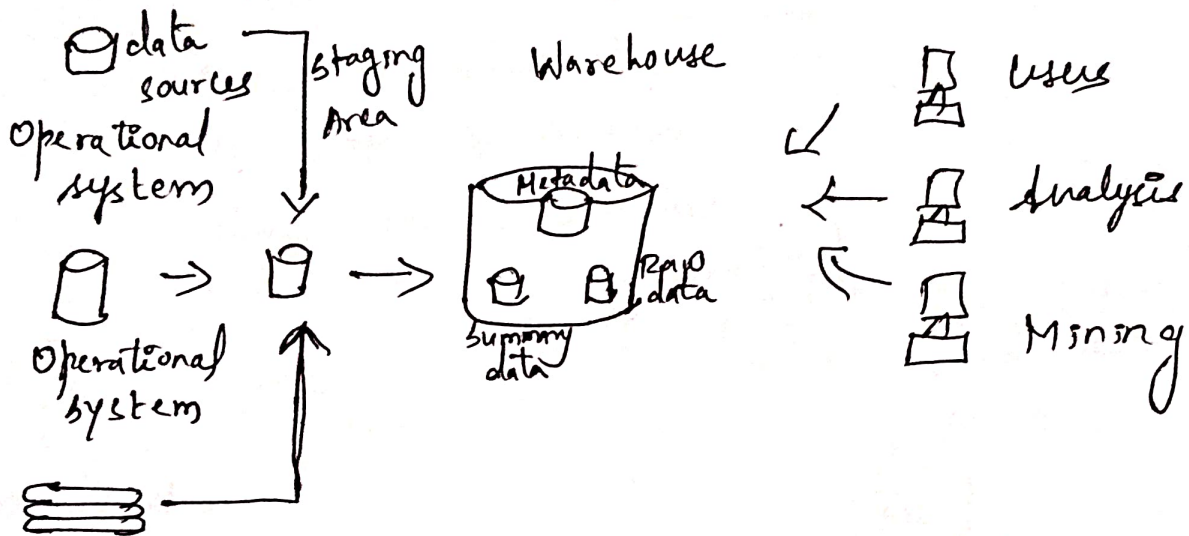 data
sources
Operational
system
Staging
Area
Warehouse
Metadata
Raw
data
Summary
data
Operational
system
Users
Analysis
Mining